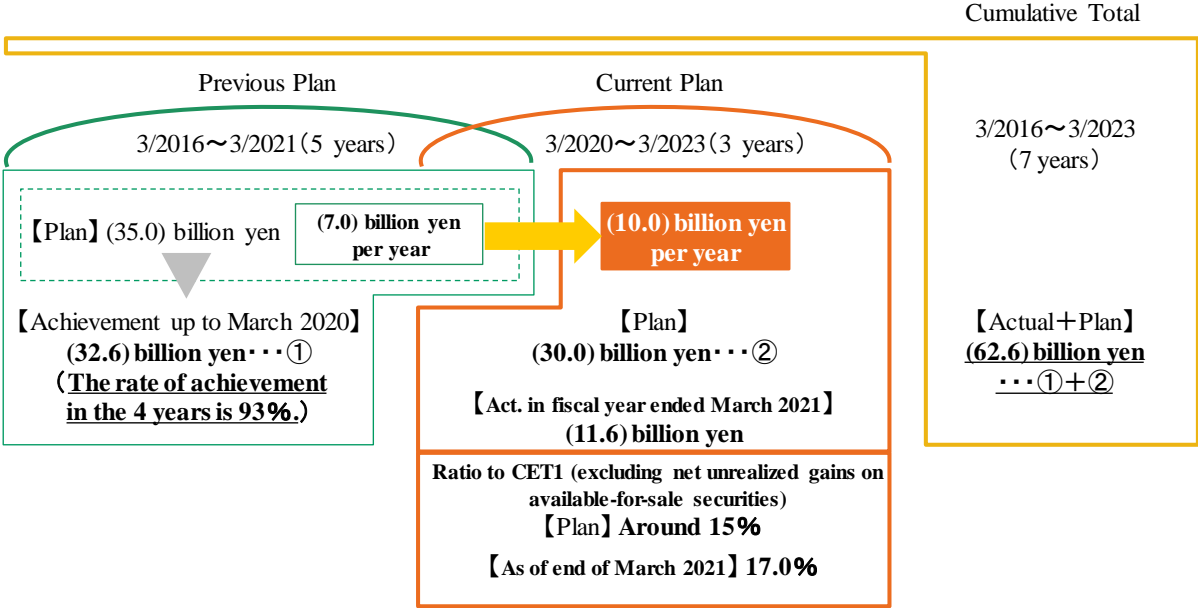 Cumulative Total
Previous Plan
Current Plan
3/2016～3/2021(5 years)
3/2020～3/2023(3 years)
3/2016～3/2023
(7 years)
【Plan】(35.0) billion yen
(7.0) billion yen
per year
(10.0) billion yen
per year
【Achievement up to March 2020】
(32.6) billion yen･･･①
(The rate of achievement
in the 4 years is 93%.)
【Plan】
(30.0) billion yen･･･②
【Act. in fiscal year ended March 2021】
(11.6) billion yen
【Actual＋Plan】
(62.6) billion yen
･･･①＋②
Ratio to CET1 (excluding net unrealized gains on
available-for-sale securities)
【Plan】Around 15%
【As of end of March 2021】17.0%